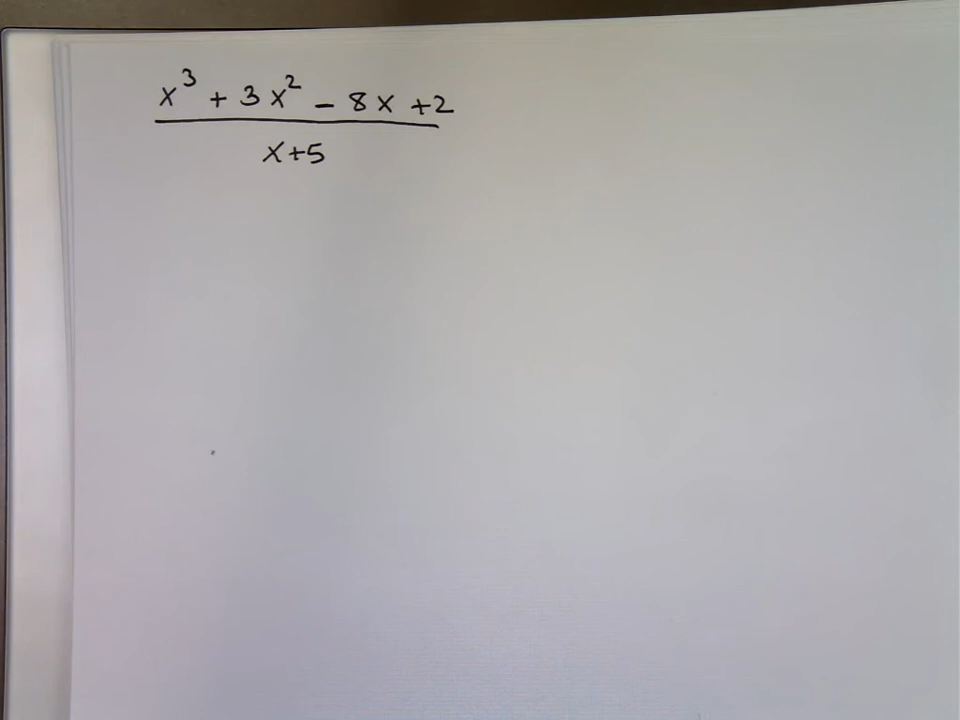 x³ + 3x² - 8x + 2
x+5